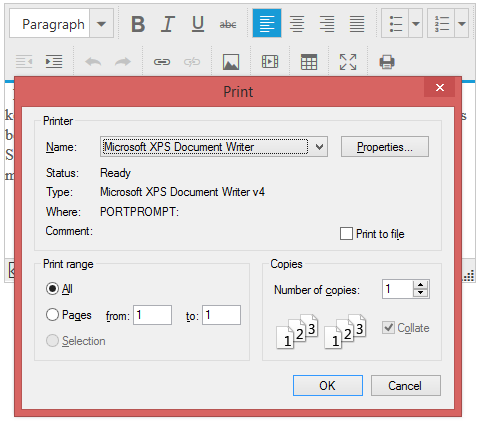 Paragraph B I U abc
Print
Printer
Name: Microsoft XPS Document Writer Properties...
Status: Ready
Type: Microsoft XPS Document Writer v4
Where: PORTPROMPT:
Comment: Print to file
Print range
All
Pages from: 1 to: 1
Selection
Copies
Number of copies: 1
1 2 3 1 2 3
Collate
OK Cancel